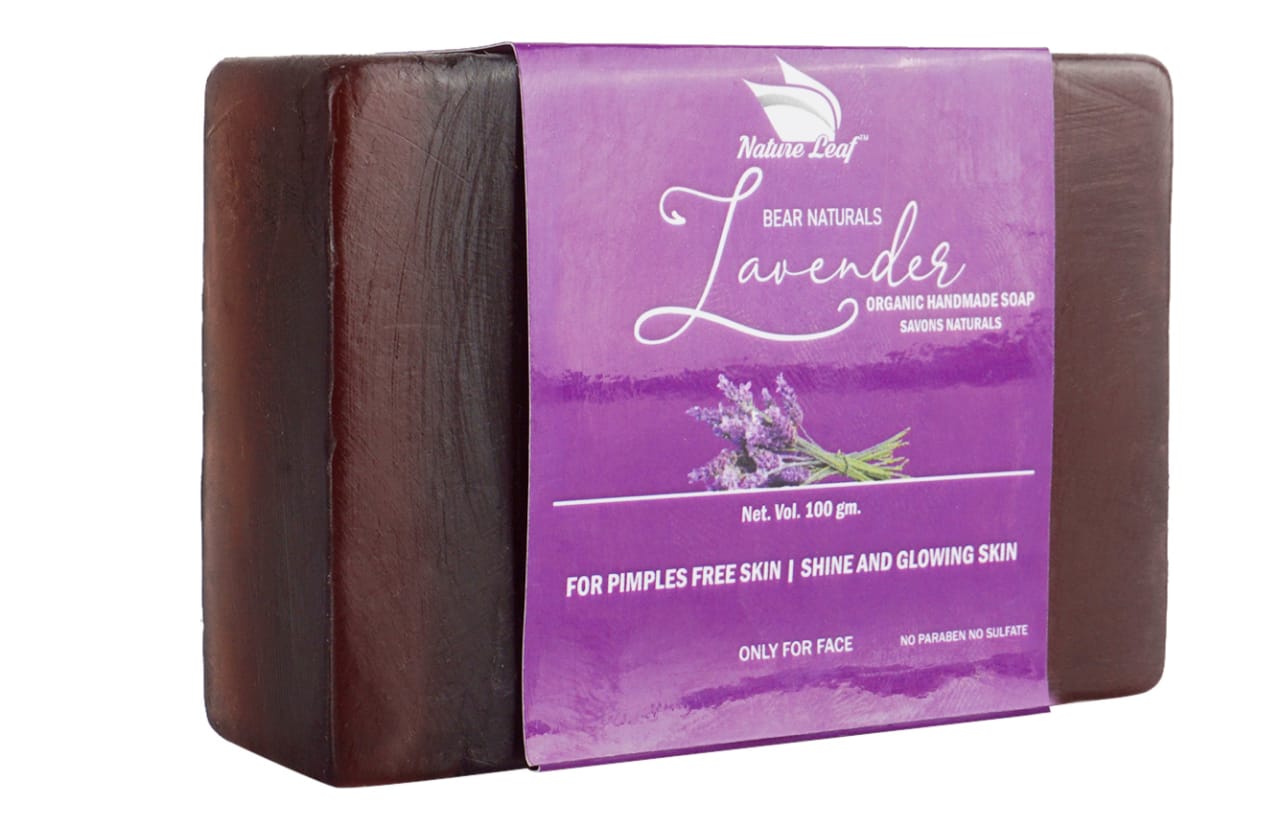 Nature Leaf™
BEAR NATURALS
Lavender
ORGANIC HANDMADE SOAP
SAVONS NATURALS
Net. Vol. 100 gm.
FOR PIMPLES FREE SKIN | SHINE AND GLOWING SKIN
ONLY FOR FACE
NO PARABEN NO SULFATE